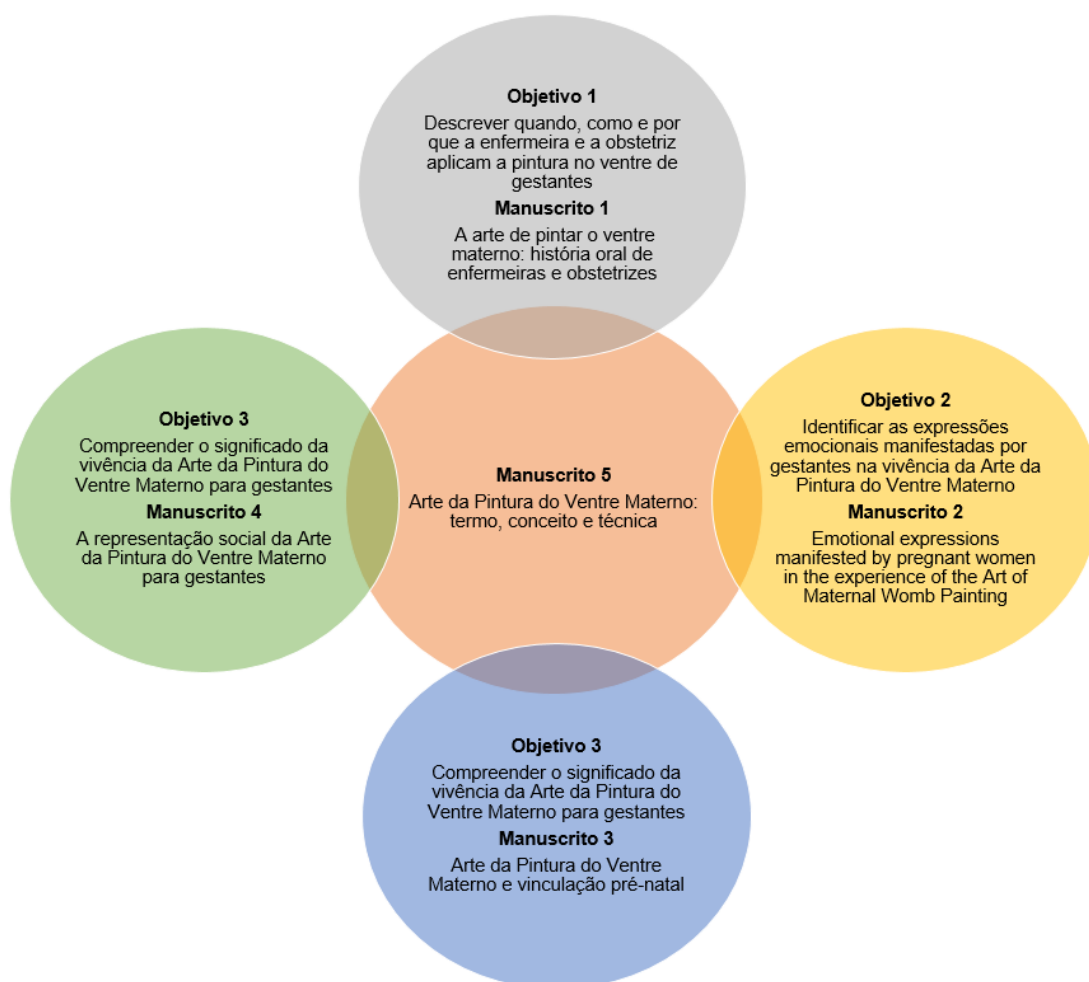 Objetivo 1
Descrever quando, como e por
que a enfermeira e a obstetriz
aplicam a pintura no ventre de
gestantes
Manuscrito 1
A arte de pintar o ventre
materno: história oral de
enfermeiras e obstetrizes
Objetivo 3
Compreender o significado da
vivência da Arte da Pintura do
Ventre Materno para gestantes
Manuscrito 4
A representação social da Arte
da Pintura do Ventre Materno
para gestantes
Manuscrito 5
Arte da Pintura do Ventre Materno:
termo, conceito e técnica
Objetivo 2
Identificar as expressões
emocionais manifestadas por
gestantes na vivência da Arte da
Pintura do Ventre Materno
Manuscrito 2
Emotional expressions
manifested by pregnant women
in the experience of the Art of
Maternal Womb Painting
Objetivo 3
Compreender o significado da
vivência da Arte da Pintura do
Ventre Materno para gestantes
Manuscrito 3
Arte da Pintura do Ventre
Materno e vinculação pré-natal